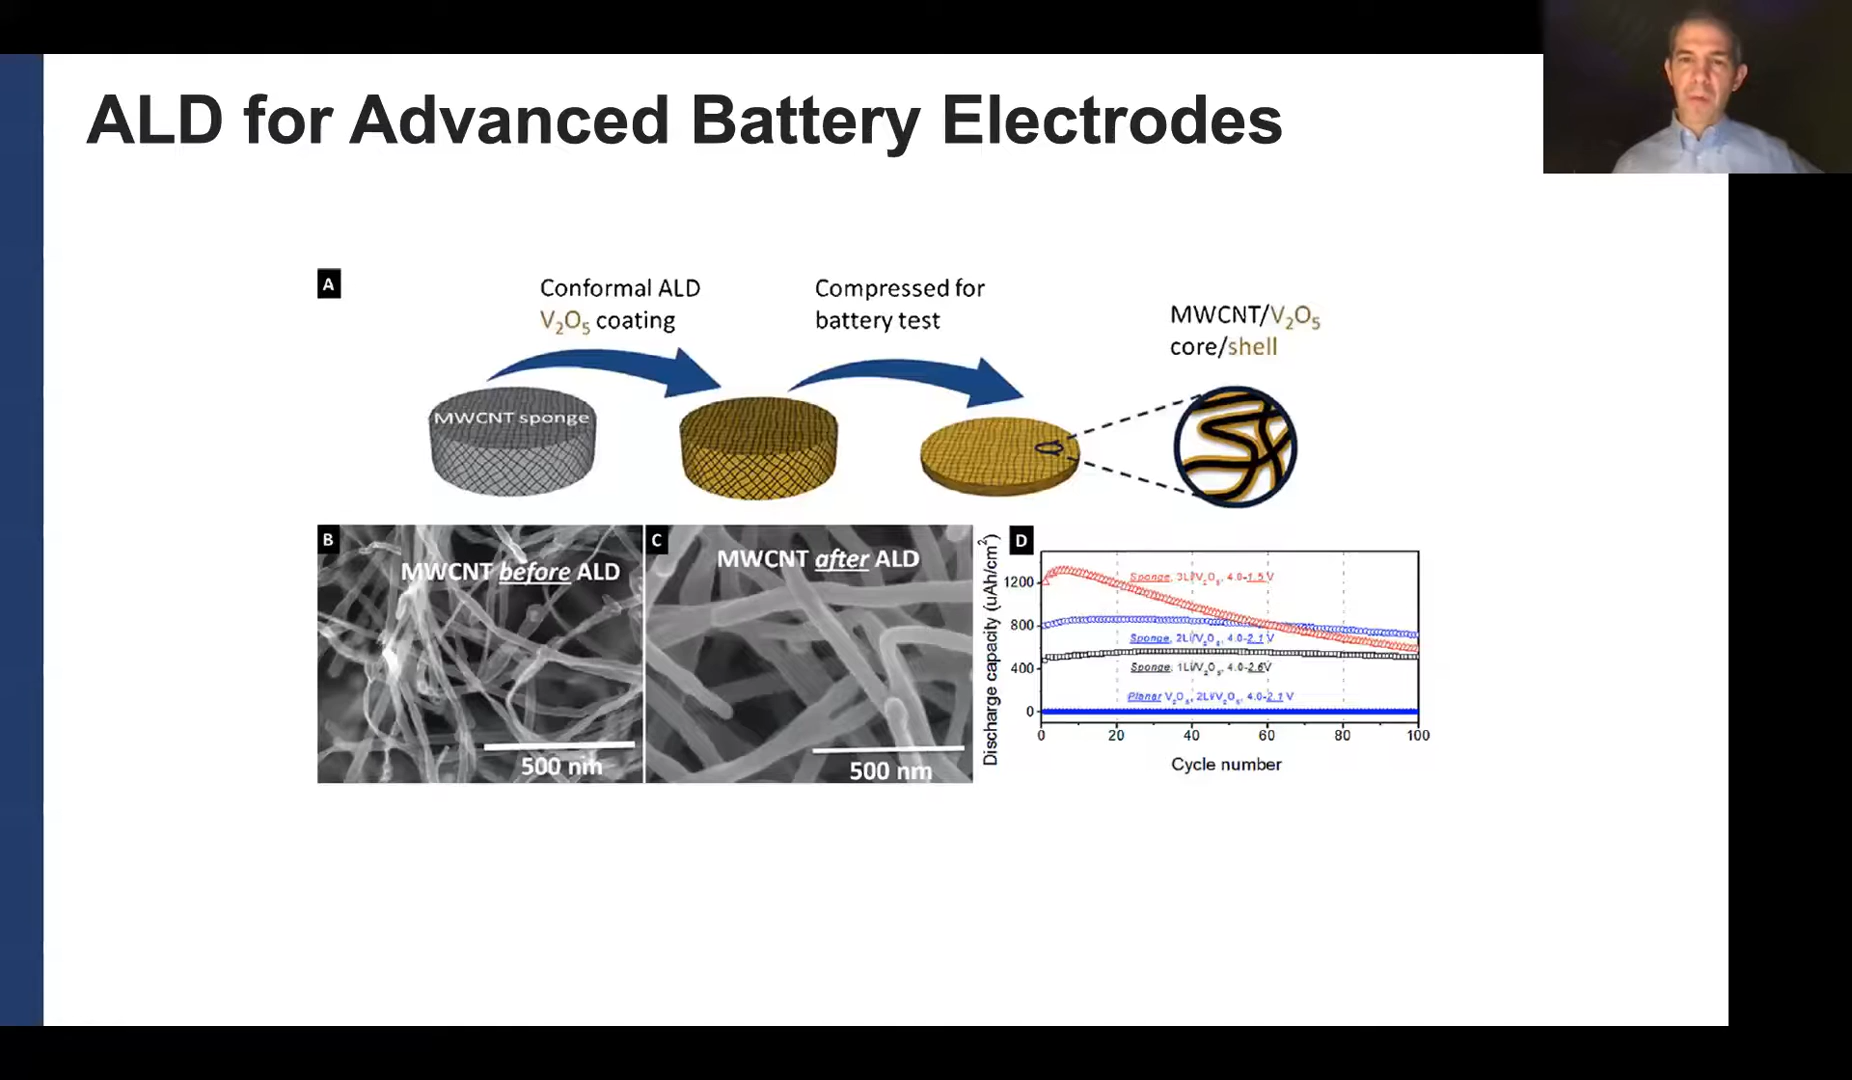 ALD for Advanced Battery Electrodes
A
Conformal ALD
V₂O₅ coating
Compressed for
battery test
MWCNT/V₂O₅
core/shell
MWCNT sponge
B
MWCNT before ALD
500 nm
C
MWCNT after ALD
500 nm
D
Discharge capacity (uAh/cm²)
1200
800
400
0
Sponge, 3Li/V₂O₅, 4.0-1.5 V
Sponge, 2Li/V₂O₅, 4.0-2.1 V
Sponge, 1Li/V₂O₅, 4.0-2.6V
Planar V₂O₅, 2Li/V₂O₅, 4.0-2.1 V
0 20 40 60 80 100
Cycle number